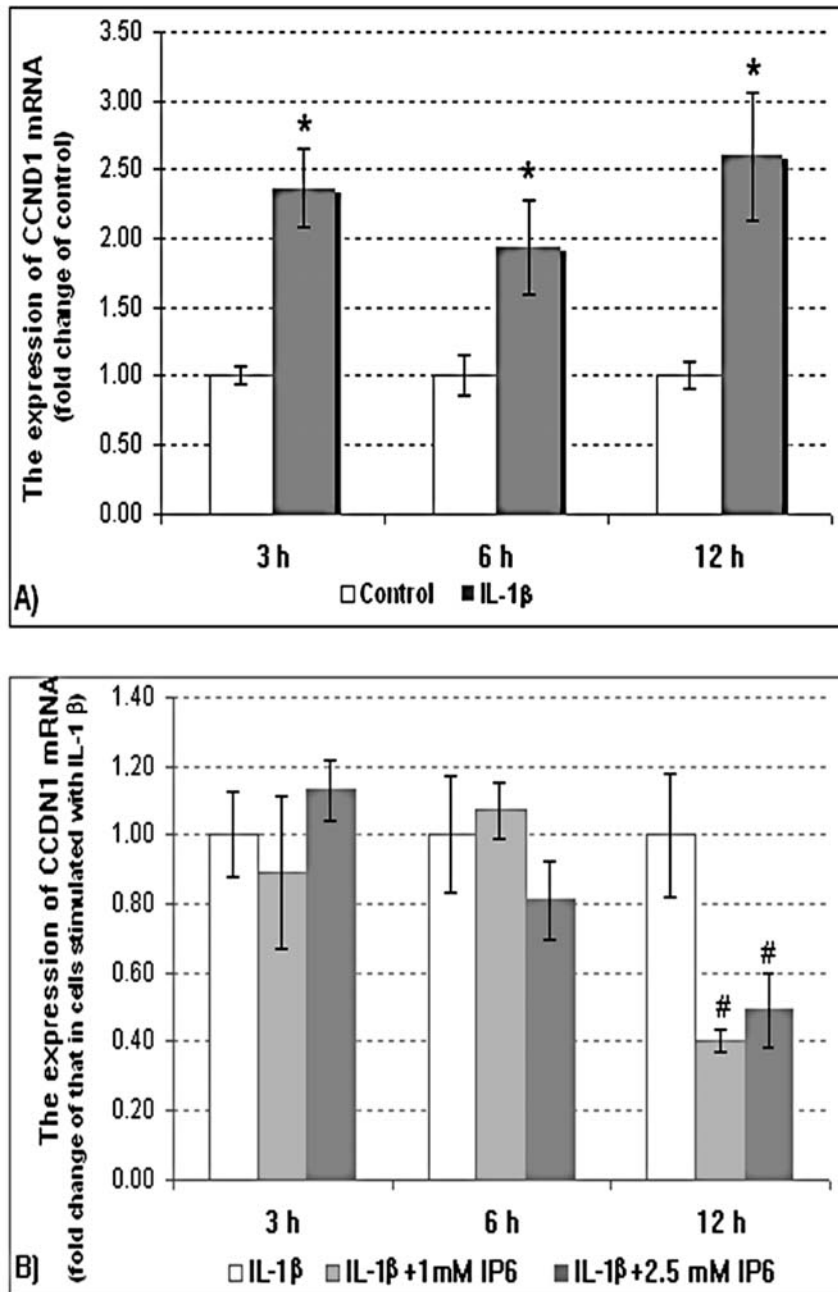 The expression of CCND1 mRNA
(fold change of control)
3.50
3.00
2.50
2.00
1.50
1.00
0.50
0.00
*
*
*
3 h
6 h
12 h
A)
Control
IL-1β
The expression of CCDN1 mRNA
(fold change of that in cells stimulated with IL-1 β)
1.40
1.20
1.00
0.80
0.60
0.40
0.20
0.00
#
#
3 h
6 h
12 h
B)
IL-1β
IL-1β+1mM IP6
IL-1β+2.5 mM IP6